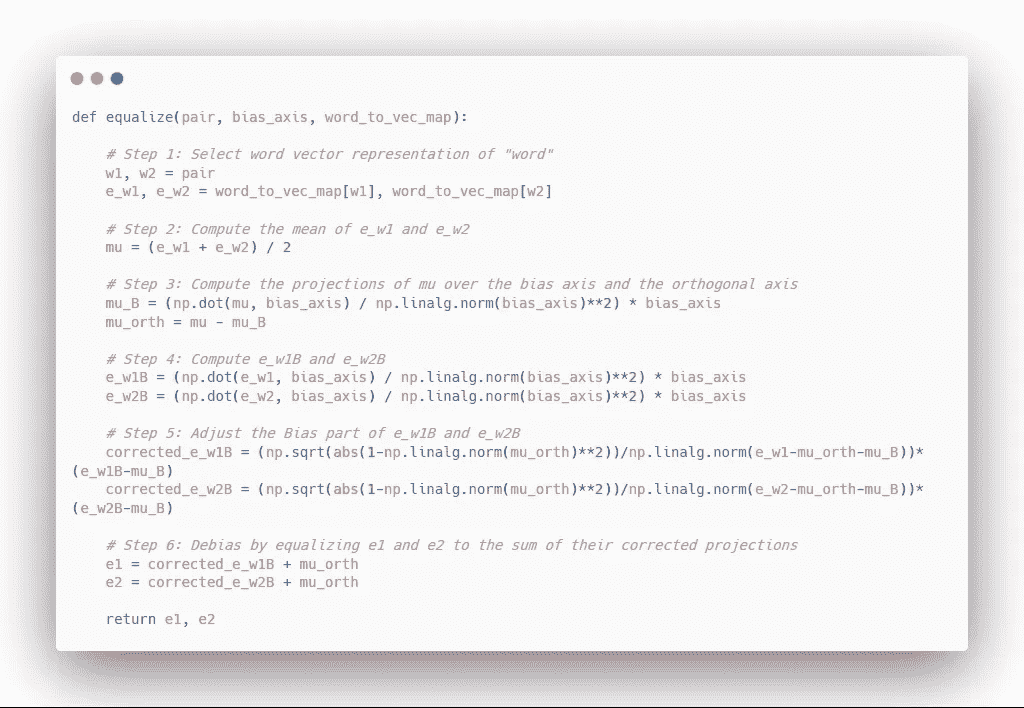 def equalize(pair, bias_axis, word_to_vec_map):
# Step 1: Select word vector representation of "word"
w1, w2 = pair
e_w1, e_w2 = word_to_vec_map[w1], word_to_vec_map[w2]
# Step 2: Compute the mean of e_w1 and e_w2
mu = (e_w1 + e_w2) / 2
# Step 3: Compute the projections of mu over the bias axis and the orthogonal axis
mu_B = (np.dot(mu, bias_axis) / np.linalg.norm(bias_axis)**2) * bias_axis
mu_orth = mu - mu_B
# Step 4: Compute e_w1B and e_w2B
e_w1B = (np.dot(e_w1, bias_axis) / np.linalg.norm(bias_axis)**2) * bias_axis
e_w2B = (np.dot(e_w2, bias_axis) / np.linalg.norm(bias_axis)**2) * bias_axis
# Step 5: Adjust the Bias part of e_w1B and e_w2B
corrected_e_w1B = (np.sqrt(abs(1-np.linalg.norm(mu_orth)**2))/np.linalg.norm(e_w1-mu_orth-mu_B))*
(e_w1B-mu_B)
corrected_e_w2B = (np.sqrt(abs(1-np.linalg.norm(mu_orth)**2))/np.linalg.norm(e_w2-mu_orth-mu_B))*
(e_w2B-mu_B)
# Step 6: Debias by equalizing e1 and e2 to the sum of their corrected projections
e1 = corrected_e_w1B + mu_orth
e2 = corrected_e_w2B + mu_orth
return e1, e2